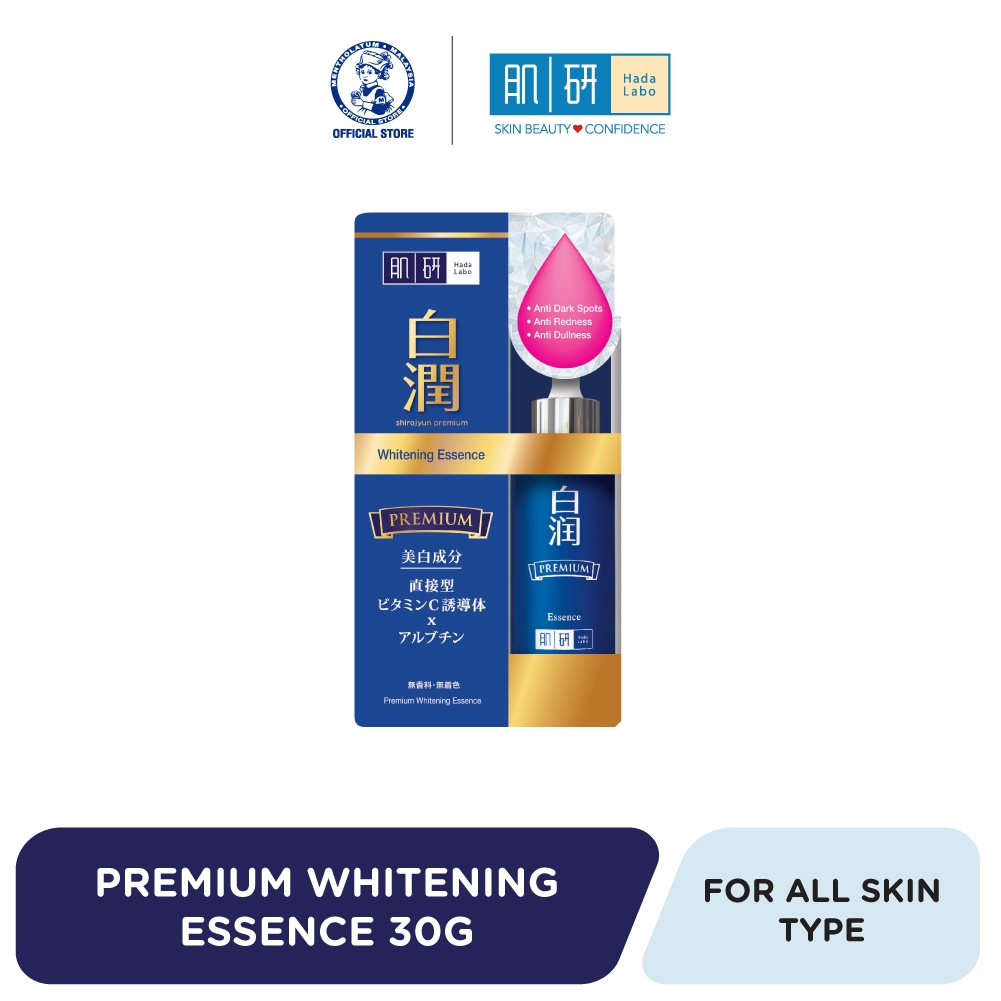 MENTHOLATUM • MALAYSIA
• OFFICIAL STORE •
OFFICIAL STORE
肌 研 Hada
Labo
SKIN BEAUTY CONFIDENCE
肌 研 Hada
Labo
白
潤
shirojyun premium
• Anti Dark Spots
• Anti Redness
• Anti Dullness
Whitening Essence
PREMIUM
美白成分
直接型
ビタミンC誘導体
x
アルブチン
無香料・無着色
Premium Whitening Essence
白
润
PREMIUM
Essence
肌 研 Hada
Labo
PREMIUM WHITENING
ESSENCE 30G
FOR ALL SKIN
TYPE